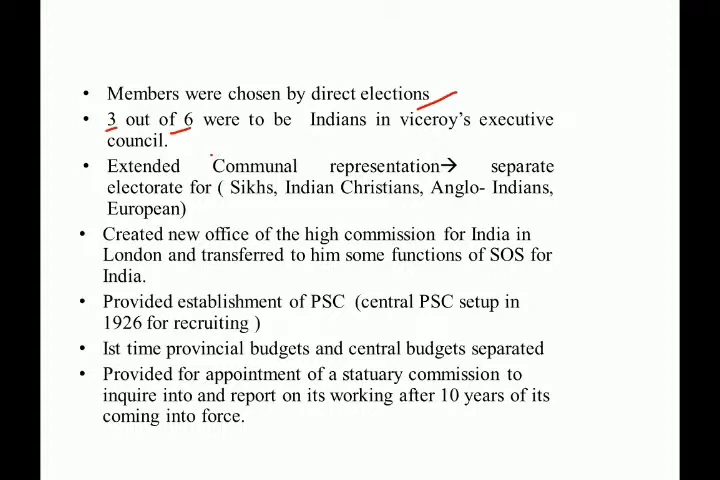 • Members were chosen by direct elections
• 3 out of 6 were to be Indians in viceroy's executive
council.
• Extended Communal representation→ separate
electorate for ( Sikhs, Indian Christians, Anglo- Indians,
European)
• Created new office of the high commission for India in
London and transferred to him some functions of SOS for
India.
• Provided establishment of PSC (central PSC setup in
1926 for recruiting )
• Ist time provincial budgets and central budgets separated
• Provided for appointment of a statuary commission to
inquire into and report on its working after 10 years of its
coming into force.